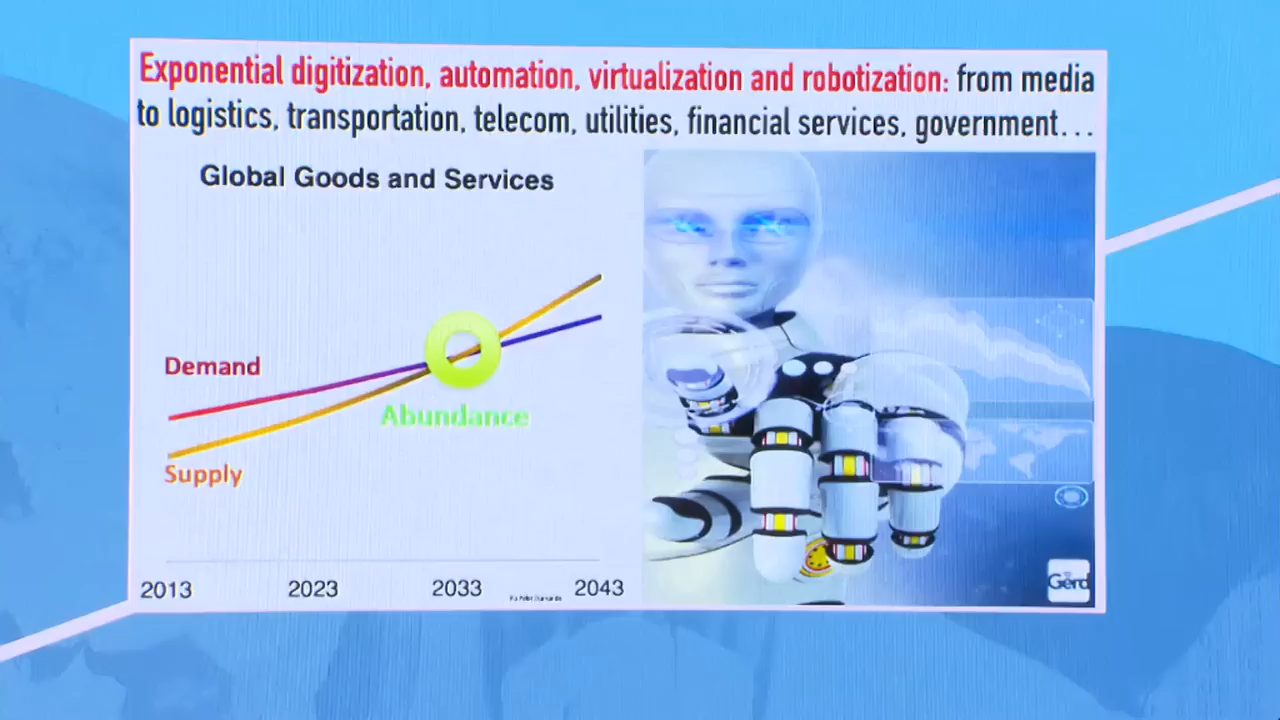 Exponential digitization, automation, virtualization and robotization: from media
to logistics, transportation, telecom, utilities, financial services, government...
Global Goods and Services
Demand
Abundance
Supply
2013 2023 2033 2043
Gerd